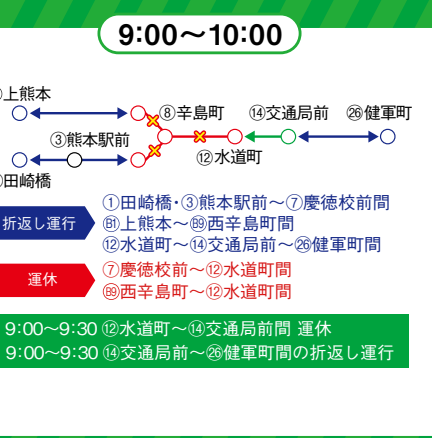 9:00〜10:00
上熊本
⑧辛島町
⑭交通局前
㉖健軍町
③熊本駅前
⑫水道町
田崎橋
折返し運行
①田崎橋・③熊本駅前〜⑦慶徳校前間
上熊本〜西辛島町間
⑫水道町〜⑭交通局前〜㉖健軍町間
運休
⑦慶徳校前〜⑫水道町間
西辛島町〜⑫水道町間
9:00〜9:30 ⑫水道町〜⑭交通局前間 運休
9:00〜9:30 ⑭交通局前〜㉖健軍町間の折返し運行